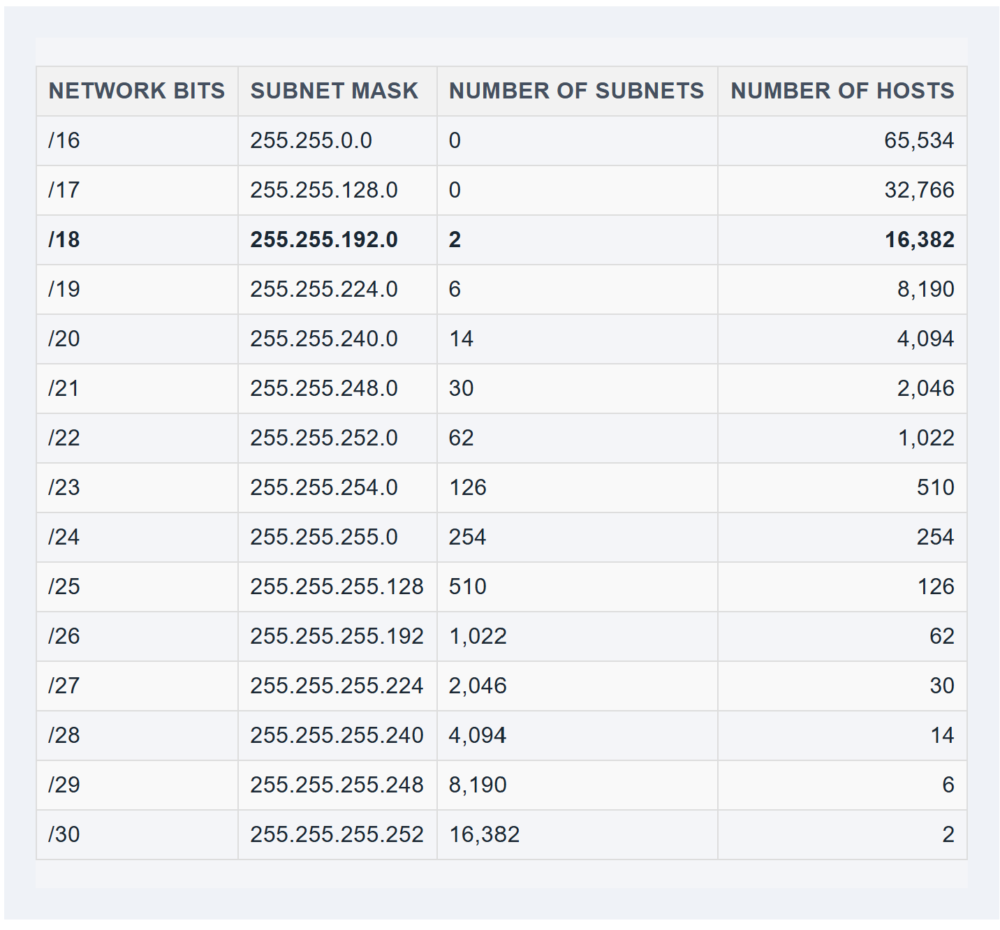 NETWORK BITS SUBNET MASK NUMBER OF SUBNETS NUMBER OF HOSTS
/16 255.255.0.0 0 65,534
/17 255.255.128.0 0 32,766
/18 255.255.192.0 2 16,382
/19 255.255.224.0 6 8,190
/20 255.255.240.0 14 4,094
/21 255.255.248.0 30 2,046
/22 255.255.252.0 62 1,022
/23 255.255.254.0 126 510
/24 255.255.255.0 254 254
/25 255.255.255.128 510 126
/26 255.255.255.192 1,022 62
/27 255.255.255.224 2,046 30
/28 255.255.255.240 4,094 14
/29 255.255.255.248 8,190 6
/30 255.255.255.252 16,382 2